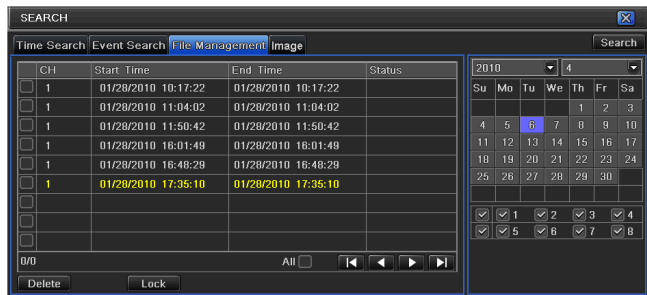 SEARCH
Time Search Event Search File Management Image Search
CH Start Time End Time Status
1 01/28/2010 10:17:22 01/28/2010 10:17:22
1 01/28/2010 11:04:02 01/28/2010 11:04:02
1 01/28/2010 11:50:42 01/28/2010 11:50:42
1 01/28/2010 16:01:49 01/28/2010 16:01:49
1 01/28/2010 16:48:29 01/28/2010 16:48:29
1 01/28/2010 17:35:10 01/28/2010 17:35:10
0/0 All
Delete Lock
2010 4
Su Mo Tu We Th Fr Sa
1 2 3
4 5 6 7 8 9 10
11 12 13 14 15 16 17
18 19 20 21 22 23 24
25 26 27 28 29 30
1 2 3 4
5 6 7 8